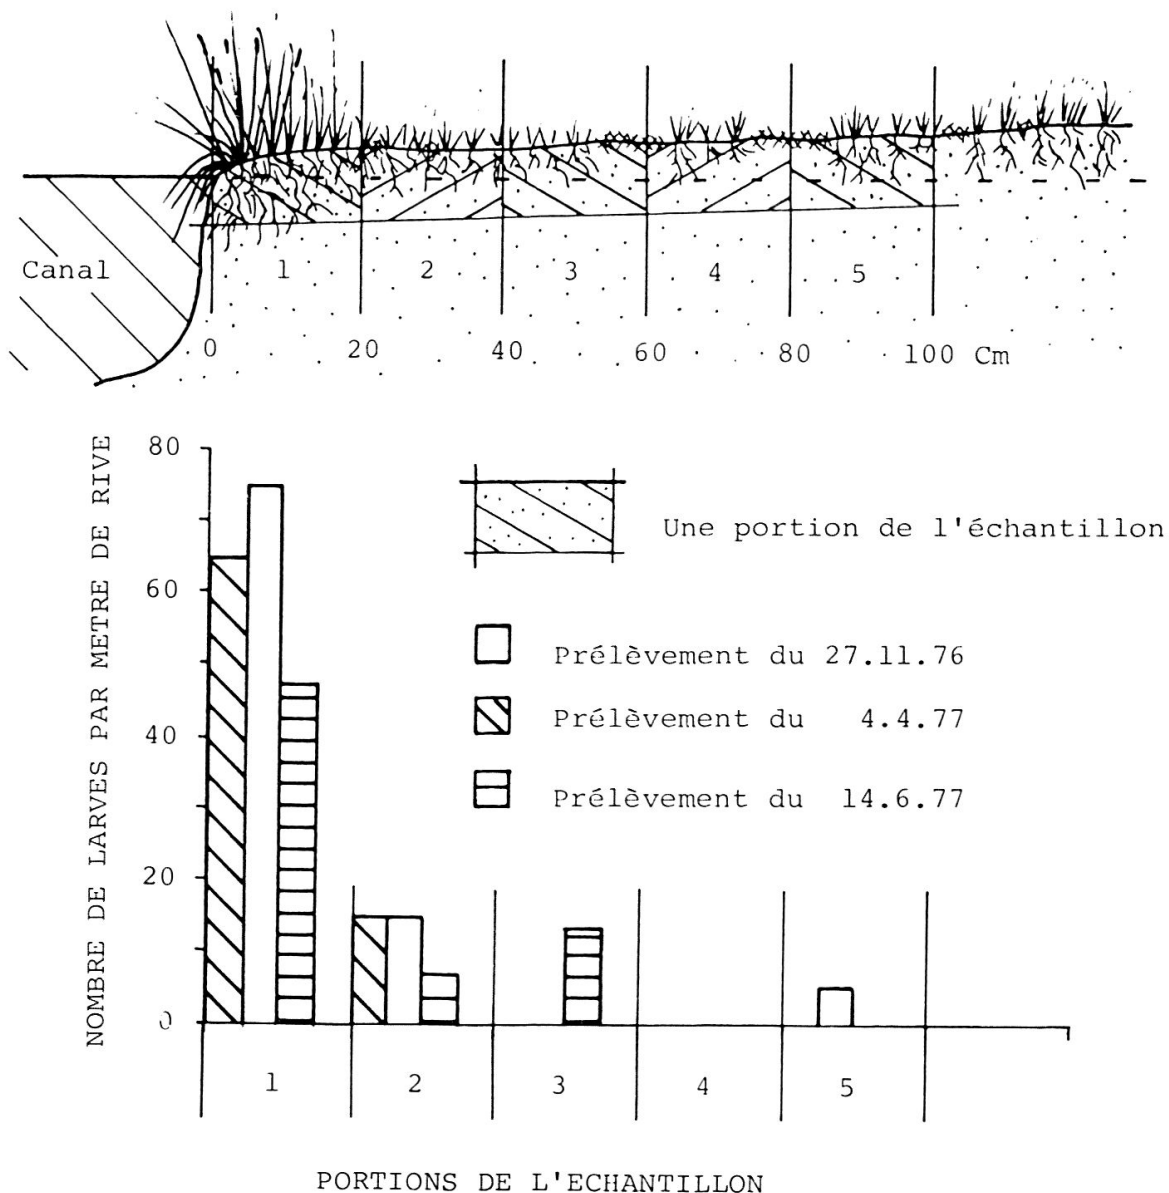 Canal
1 2 3 4 5
0 20 40 60 80 100 Cm
NOMBRE DE LARVES PAR METRE DE RIVE
80
60
40
20
0
Une portion de l'échantillon
Prélèvement du 27.11.76
Prélèvement du 4.4.77
Prélèvement du 14.6.77
1 2 3 4 5
PORTIONS DE L'ECHANTILLON